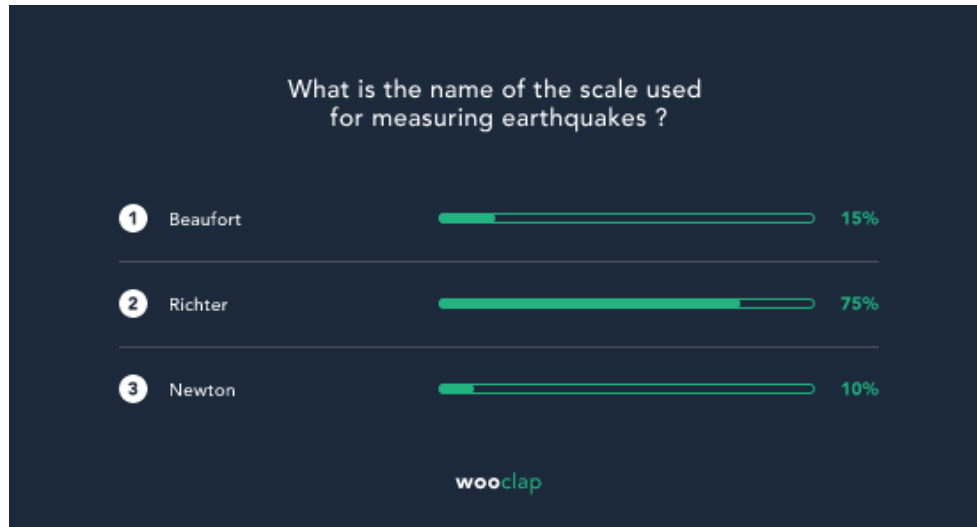 What is the name of the scale used
for measuring earthquakes ?
1 Beaufort 15%
2 Richter 75%
3 Newton 10%
wooclap